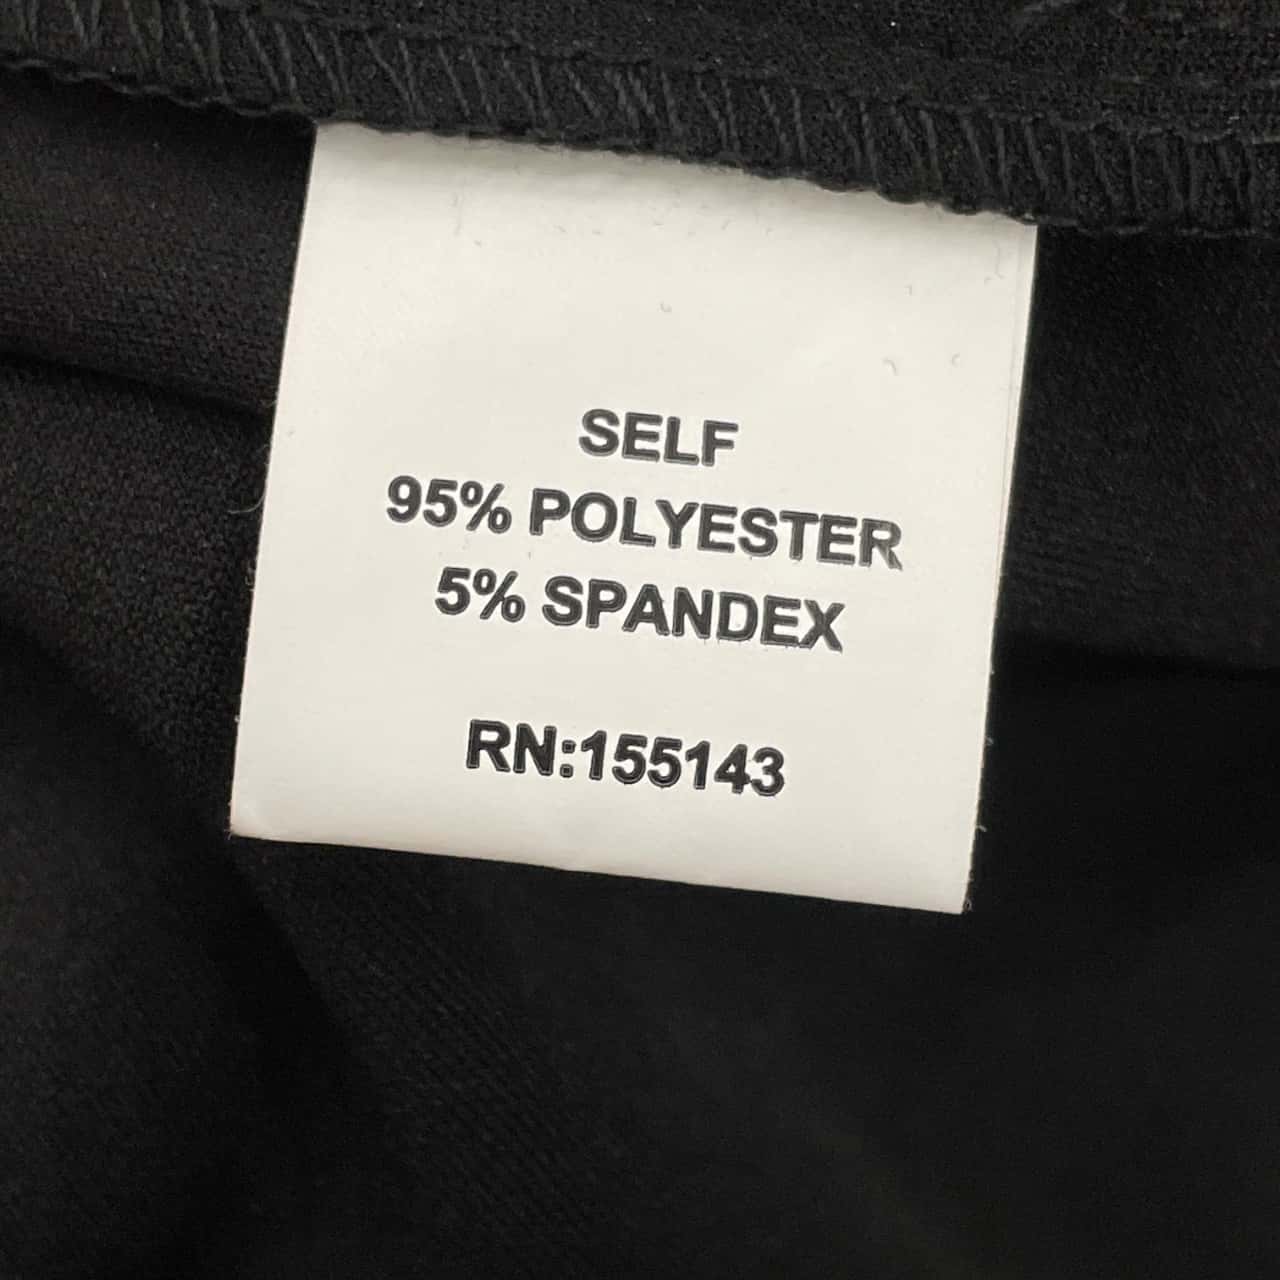 SELF
95% POLYESTER
5% SPANDEX
RN:155143